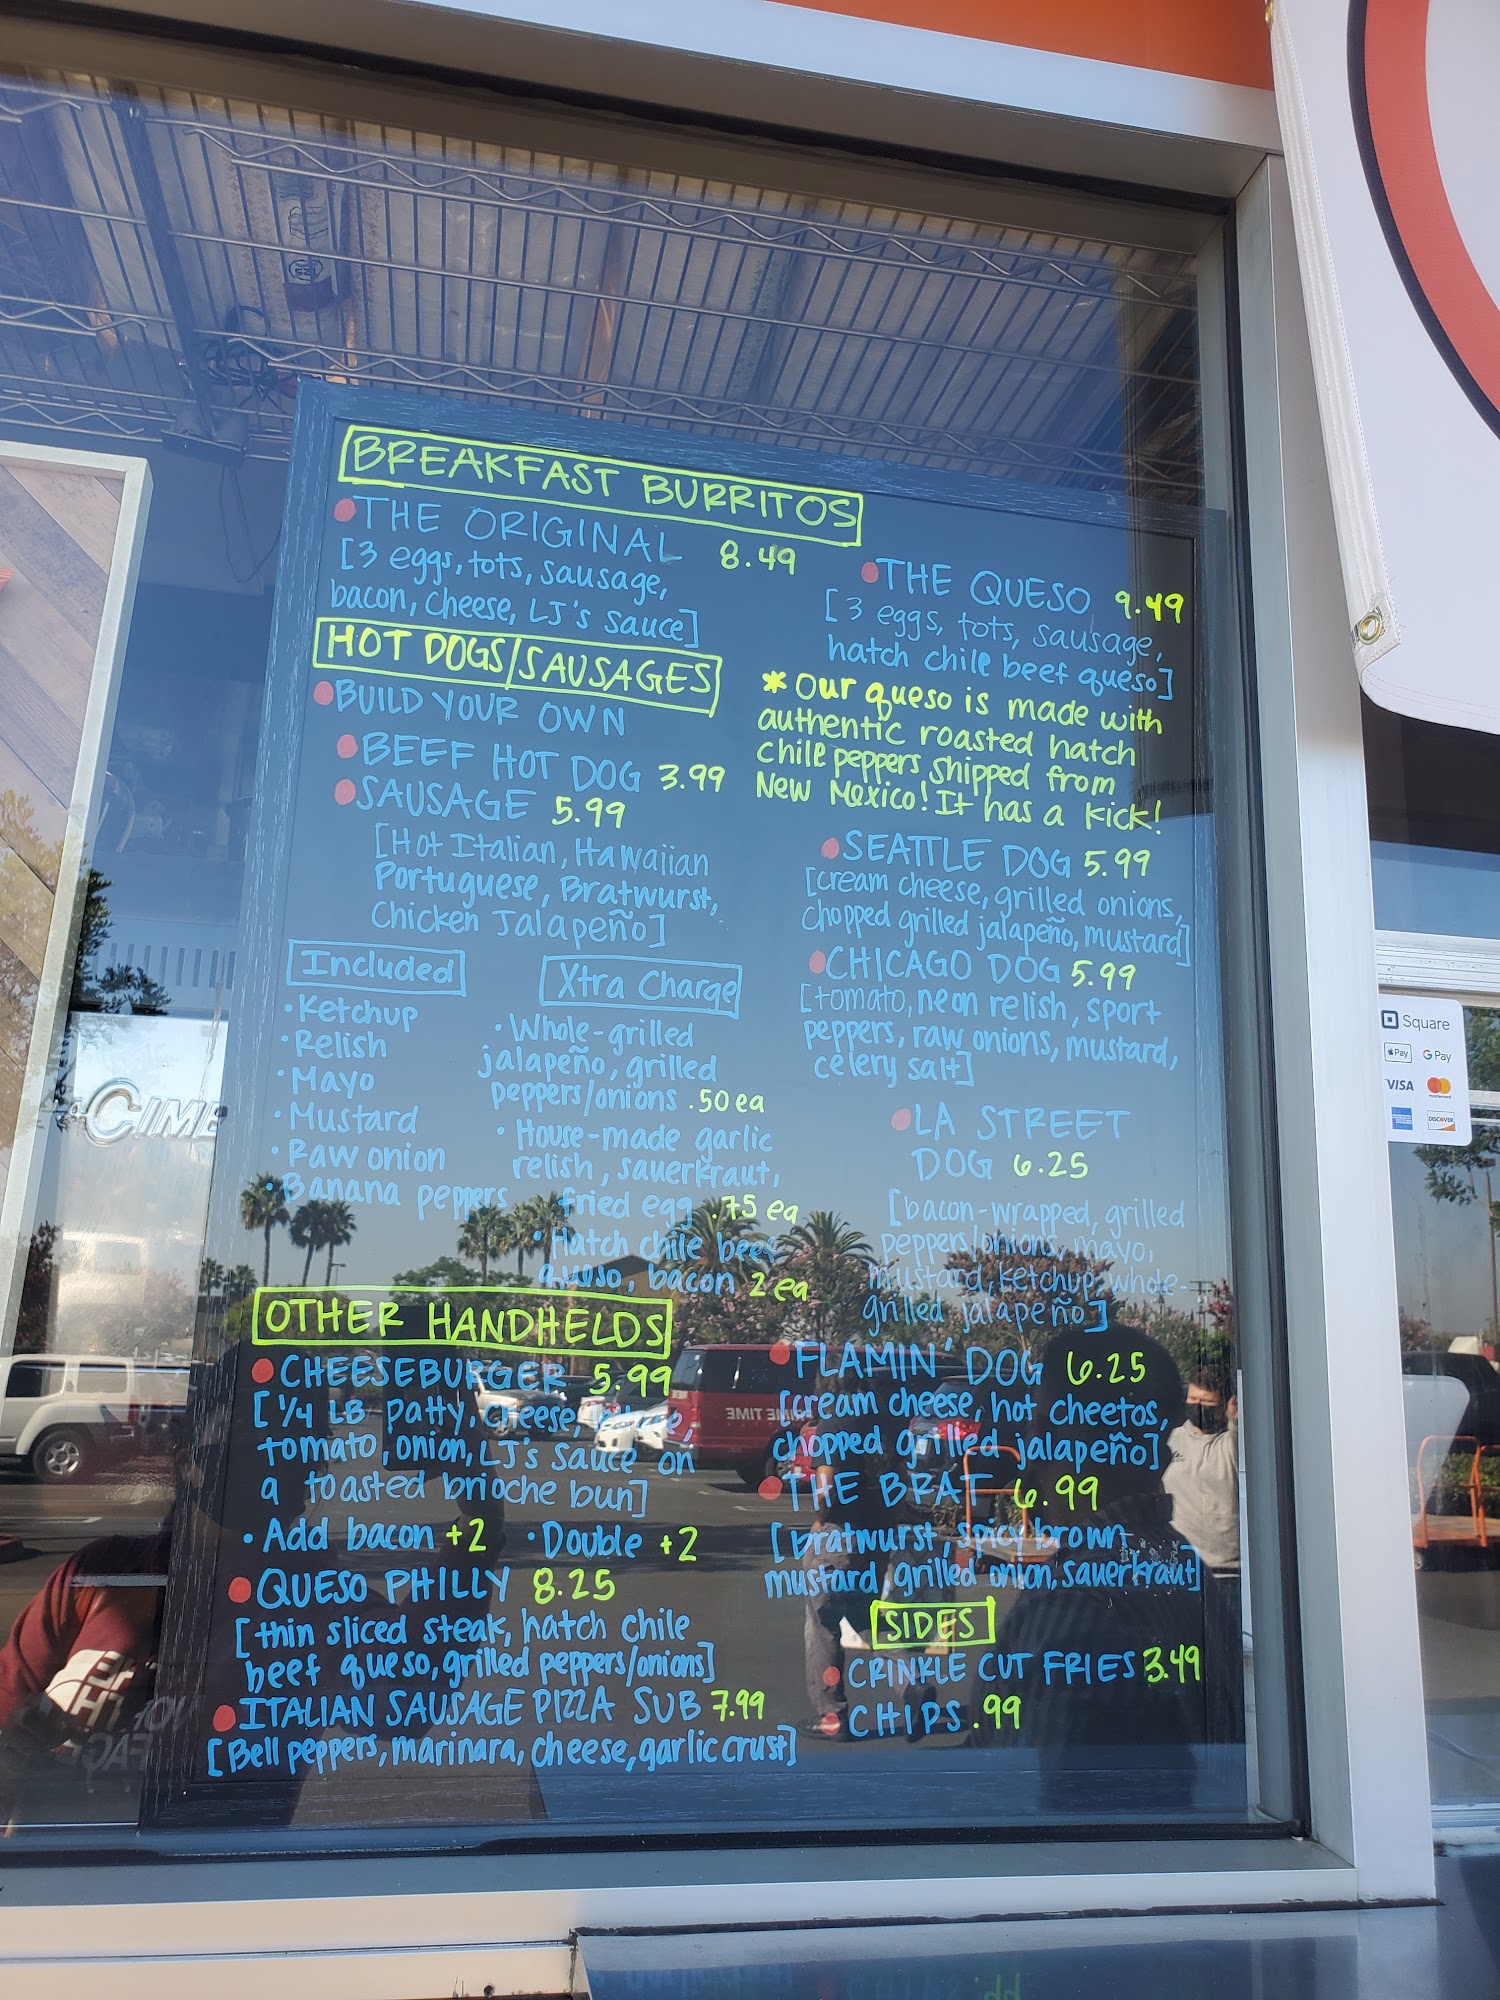 BREAKFAST BURRITOS
THE ORIGINAL 8.49
[3 eggs, tots, sausage,
bacon, cheese, LJ's sauce]
THE QUESO 9.49
[3 eggs, tots, sausage,
hatch chile beef queso]
* Our queso is made with
authentic roasted hatch
chile peppers shipped from
New Mexico! It has a kick!
HOT DOGS/SAUSAGES
BUILD YOUR OWN
BEEF HOT DOG 3.99
SAUSAGE 5.99
[Hot Italian, Hawaiian
Portuguese, Bratwurst,
Chicken Jalapeño]
Included
• Ketchup
• Relish
• Mayo
• Mustard
• Raw onion
• Banana peppers
Xtra Charge
• Whole-grilled
jalapeño, grilled
peppers/onions .50 ea
• House-made garlic
relish, sauerkraut,
fried egg .75 ea
• Hatch chile beef
queso, bacon 2 ea
SEATTLE DOG 5.99
[cream cheese, grilled onions,
chopped grilled jalapeño, mustard]
CHICAGO DOG 5.99
[tomato, neon relish, sport
peppers, raw onions, mustard,
celery salt]
LA STREET
DOG 6.25
[bacon-wrapped, grilled
peppers/onions, mayo,
mustard, ketchup, whole-
grilled jalapeño]
FLAMIN' DOG 6.25
[cream cheese, hot cheetos,
chopped grilled jalapeño]
THE BRAT 6.99
[bratwurst, spicy brown
mustard, grilled onion, sauerkraut]
OTHER HANDHELDS
CHEESEBURGER 5.99
[1/4 LB patty, cheese, lettuce,
tomato, onion, LJ's sauce on
a toasted brioche bun]
• Add bacon +2 • Double +2
QUESO PHILLY 8.25
[thin sliced steak, hatch chile
beef queso, grilled peppers/onions]
ITALIAN SAUSAGE PIZZA SUB 7.99
[Bell peppers, marinara, cheese, garlic crust]
SIDES
CRINKLE CUT FRIES 3.49
CHIPS .99
Square
Pay G Pay
VISA mastercard
DISCOVER